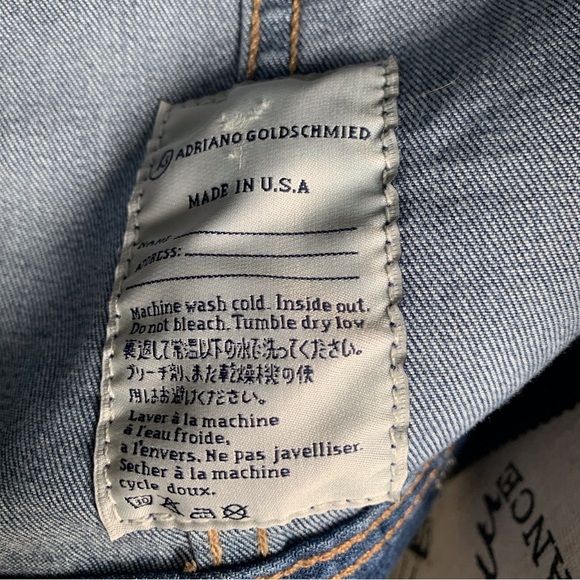 AG ADRIANO GOLDSCHMIED
MADE IN U.S.A
NAME:
ADDRESS:
Machine wash cold. Inside out.
Do not bleach. Tumble dry low
裏返して常温以下の水で洗ってください。
ブリーチ剤、また乾燥機の使
用はお避けください。
Laver à la machine
à l'eau froide,
a l'envers. Ne pas javelliser.
Secher à la machine
cycle doux.
ANCE